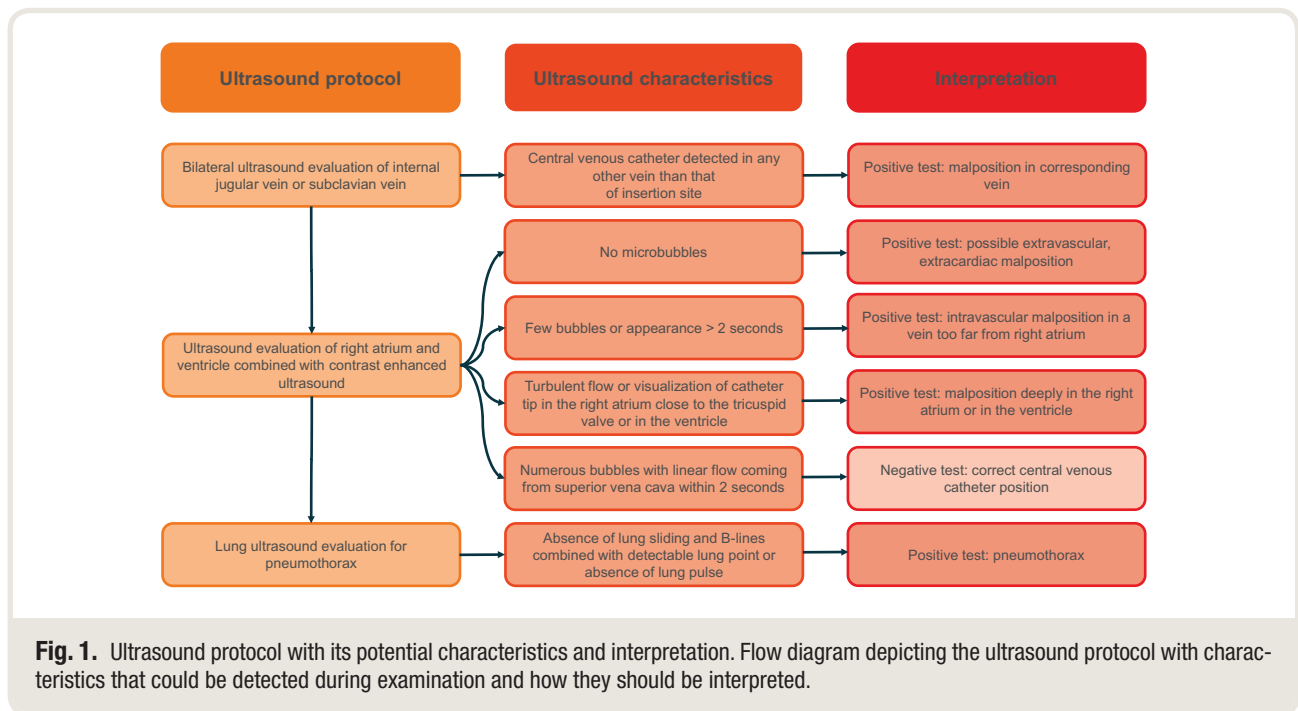 Ultrasound protocol
Ultrasound characteristics
Interpretation
Bilateral ultrasound evaluation of internal
jugular vein or subclavian vein
Central venous catheter detected in any
other vein than that
of insertion site
Positive test: malposition in corresponding
vein
No microbubbles
Positive test: possible extravascular,
extracardiac malposition
Few bubbles or appearance > 2 seconds
Positive test: intravascular malposition in a
vein too far from right atrium
Ultrasound evaluation of right atrium and
ventricle combined with contrast enhanced
ultrasound
Turbulent flow or visualization of catheter
tip in the right atrium close to the tricuspid
valve or in the ventricle
Positive test: malposition deeply in the right
atrium or in the ventricle
Numerous bubbles with linear flow coming
from superior vena cava within 2 seconds
Negative test: correct central venous
catheter position
Lung ultrasound evaluation for
pneumothorax
Absence of lung sliding and B-lines
combined with detectable lung point or
absence of lung pulse
Positive test: pneumothorax
Fig. 1. Ultrasound protocol with its potential characteristics and interpretation. Flow diagram depicting the ultrasound protocol with charac-
teristics that could be detected during examination and how they should be interpreted.